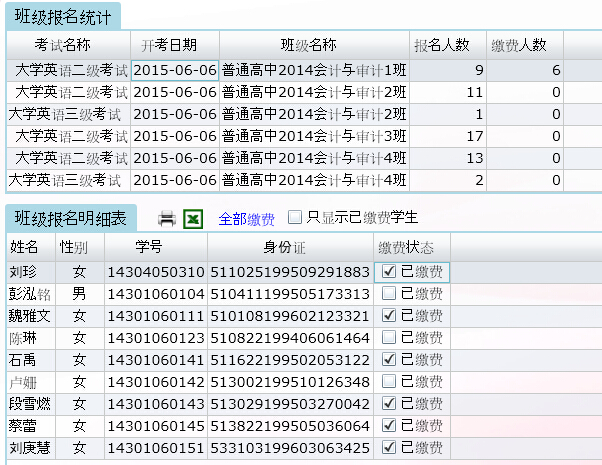 班级报名统计
考试名称 开考日期 班级名称 报名人数 缴费人数
大学英语二级考试 2015-06-06 普通高中2014会计与审计1班 9 6
大学英语二级考试 2015-06-06 普通高中2014会计与审计2班 11 0
大学英语三级考试 2015-06-06 普通高中2014会计与审计2班 1 0
大学英语二级考试 2015-06-06 普通高中2014会计与审计3班 17 0
大学英语二级考试 2015-06-06 普通高中2014会计与审计4班 13 0
大学英语三级考试 2015-06-06 普通高中2014会计与审计4班 2 0
班级报名明细表 全部缴费 只显示已缴费学生
姓名 性别 学号 身份证 缴费状态
刘珍 女 14304050310 511025199509291883 已缴费
彭泓铭 男 14301060104 510411199505173313 已缴费
魏雅文 女 14301060111 510108199602123321 已缴费
陈琳 女 14301060123 510822199406061464 已缴费
石禹 女 14301060141 511622199502053122 已缴费
卢姗 女 14301060142 513002199510126348 已缴费
段雪燃 女 14301060143 513029199503270042 已缴费
蔡蕾 女 14301060145 513822199505036064 已缴费
刘庚慧 女 14301060151 533103199603063425 已缴费